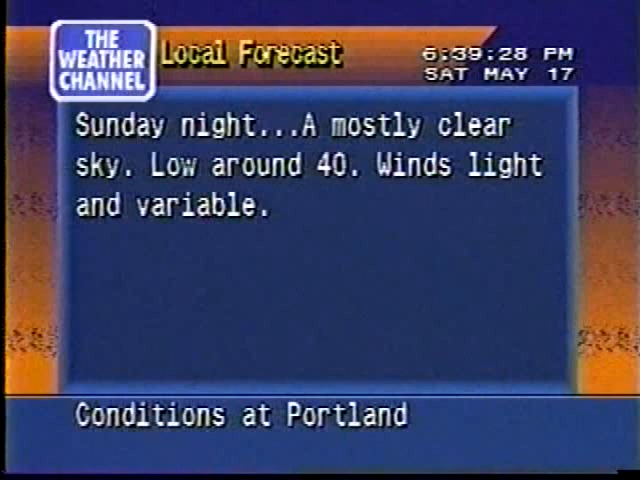 THE
WEATHER
CHANNEL
Local Forecast
6:39:28 PM
SAT MAY 17
Sunday night...A mostly clear
sky. Low around 40. Winds light
and variable.
Conditions at Portland